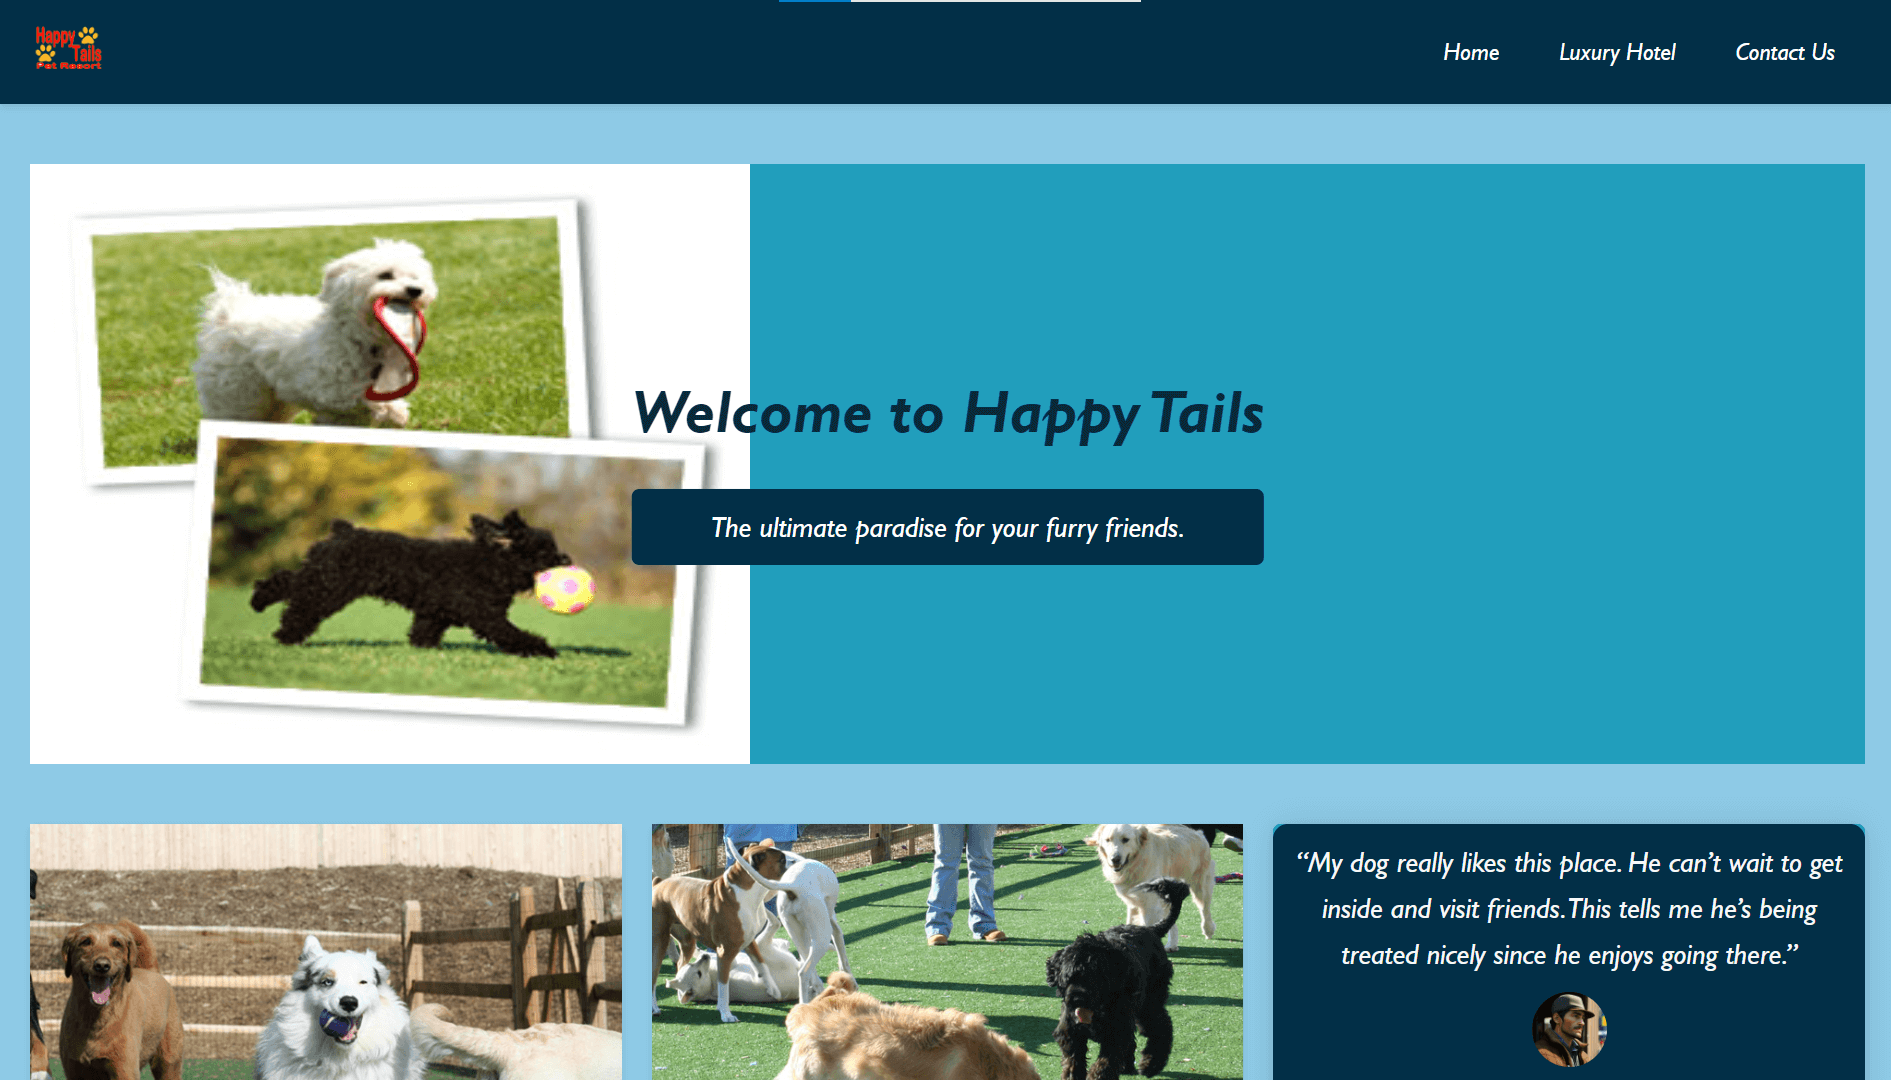 Happy
Tails
Pet Resort
Home
Luxury Hotel
Contact Us
Welcome to Happy Tails
The ultimate paradise for your furry friends.
“My dog really likes this place. He can’t wait to get
inside and visit friends. This tells me he’s being
treated nicely since he enjoys going there.”